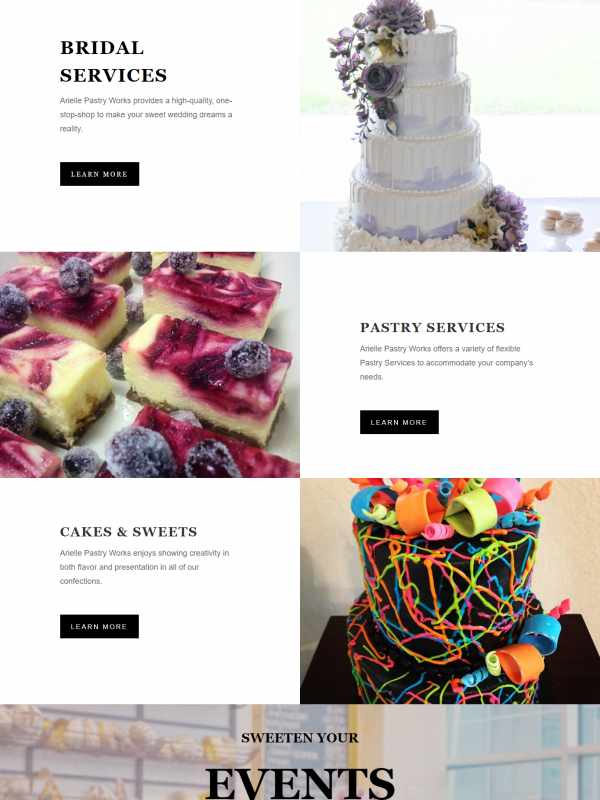 BRIDAL
SERVICES
Arielle Pastry Works provides a high-quality, one-
stop-shop to make your sweet wedding dreams a
reality.
LEARN MORE
PASTRY SERVICES
Arielle Pastry Works offers a variety of flexible
Pastry Services to accommodate your company's
needs.
LEARN MORE
CAKES & SWEETS
Arielle Pastry Works enjoys showing creativity in
both flavor and presentation in all of our
confections.
LEARN MORE
SWEETEN YOUR
EVENTS